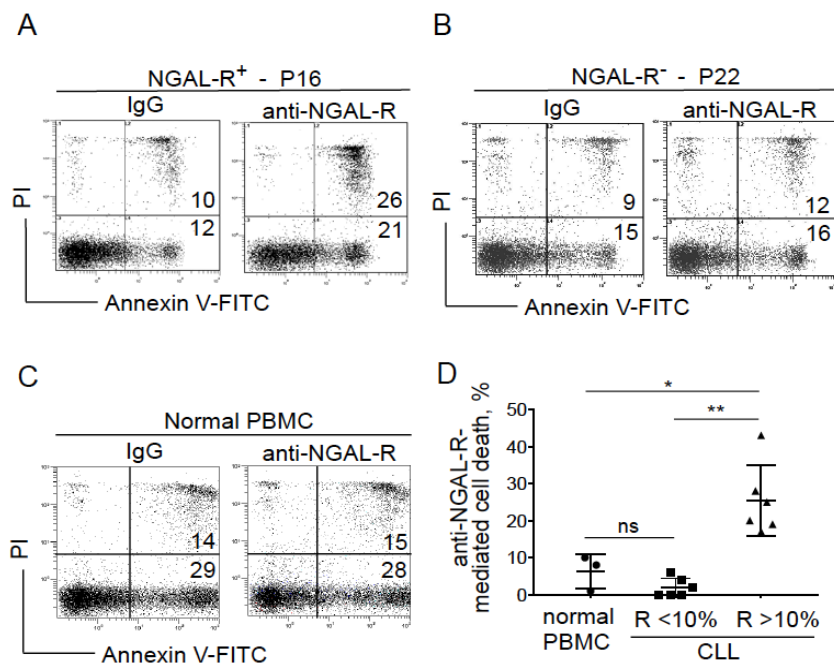 A
NGAL-R⁺ - P16
IgG anti-NGAL-R
10 26
12 21
PI
Annexin V-FITC
B
NGAL-R⁻ - P22
IgG anti-NGAL-R
9 12
15 16
PI
Annexin V-FITC
C
Normal PBMC
IgG anti-NGAL-R
14 15
29 28
PI
Annexin V-FITC
D
anti-NGAL-R-
mediated cell death, %
50
40
30
20
10
0
*
**
ns
normal
PBMC
R <10% R >10%
CLL